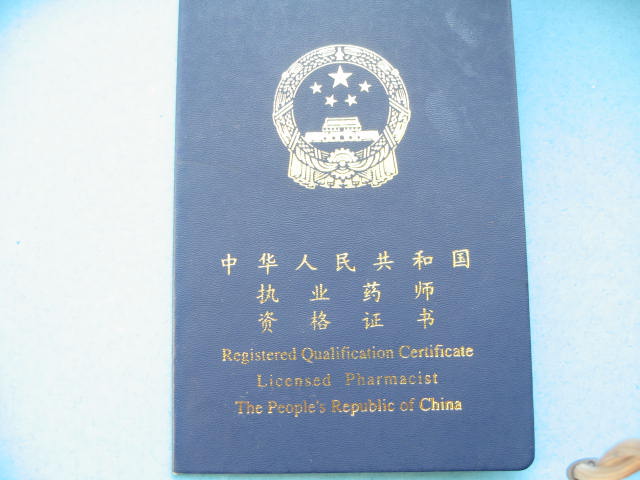 中华人民共和国
执业药师
资格证书
Registered Qualification Certificate
Licensed Pharmacist
The People's Republic of China